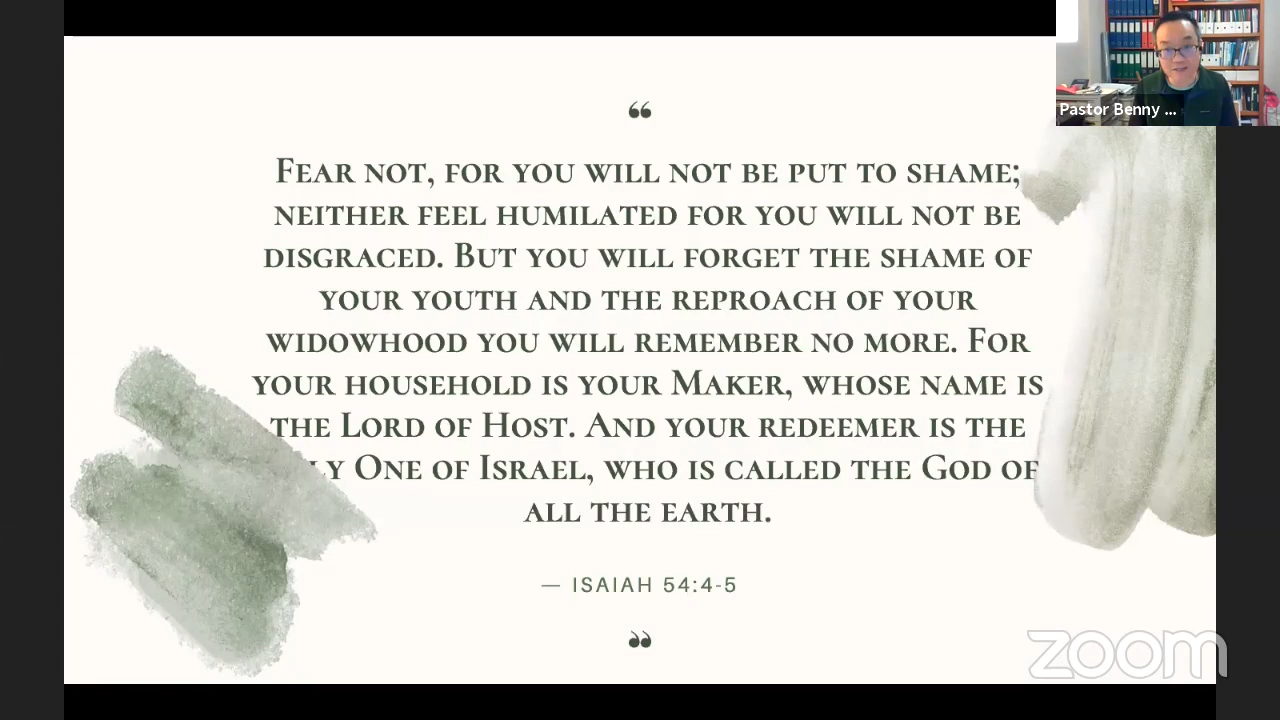 Pastor Benny ...
❝
Fear not, for you will not be put to shame;
neither feel humilated for you will not be
disgraced. But you will forget the shame of
your youth and the reproach of your
widowhood you will remember no more. For
your household is your Maker, whose name is
the Lord of Host. And your redeemer is the
One of Israel, who is called the God of
all the earth.
— ISAIAH 54:4-5
❞
zoom